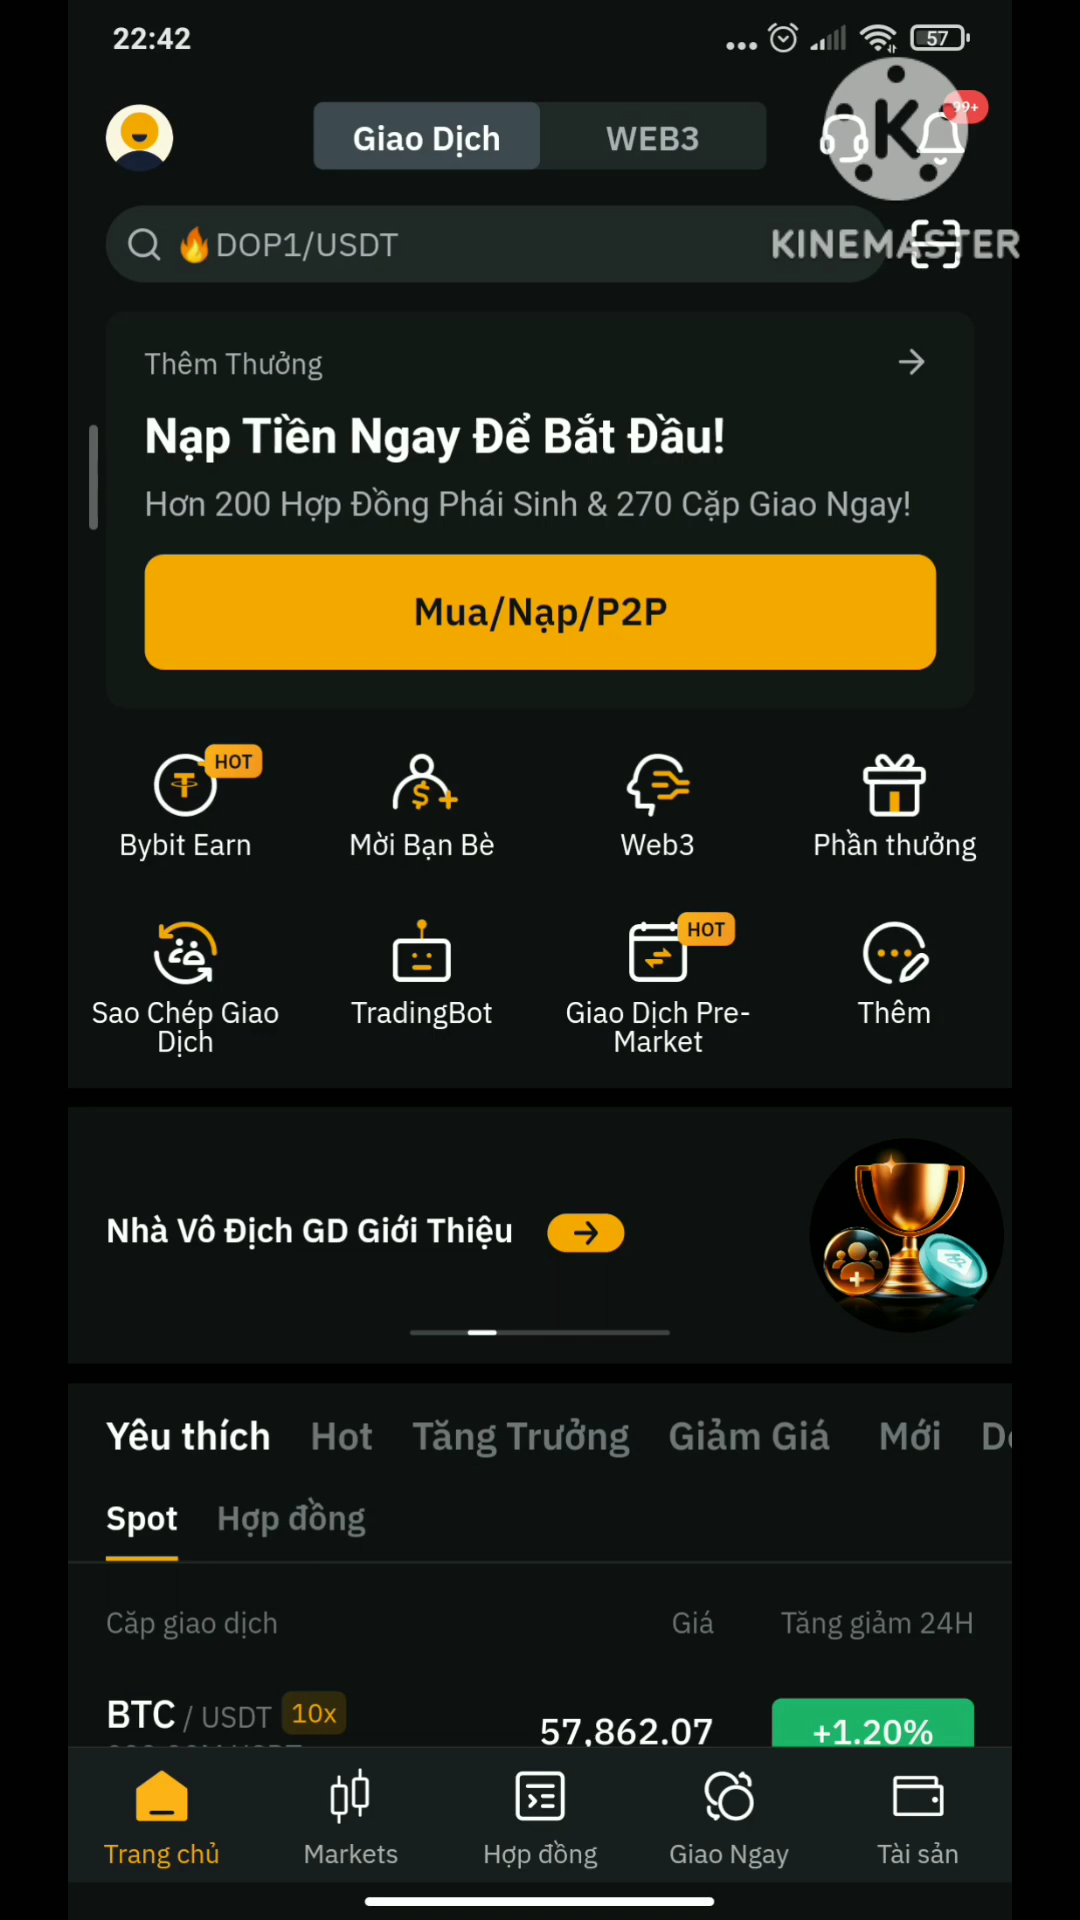 22:42
57
Giao Dịch
WEB3
99+
K
🔥DOP1/USDT
KINEMASTER
Thêm Thưởng
Nạp Tiền Ngay Để Bắt Đầu!
Hơn 200 Hợp Đồng Phái Sinh & 270 Cặp Giao Ngay!
Mua/Nạp/P2P
HOT
Bybit Earn
Mời Bạn Bè
Web3
Phần thưởng
HOT
Sao Chép Giao
Dịch
TradingBot
Giao Dịch Pre-
Market
Thêm
Nhà Vô Địch GD Giới Thiệu
Yêu thích
Hot
Tăng Trưởng
Giảm Giá
Mới
Spot
Hợp đồng
Cặp giao dịch
Giá
Tăng giảm 24H
BTC / USDT 10x
57,862.07
+1.20%
Trang chủ
Markets
Hợp đồng
Giao Ngay
Tài sản